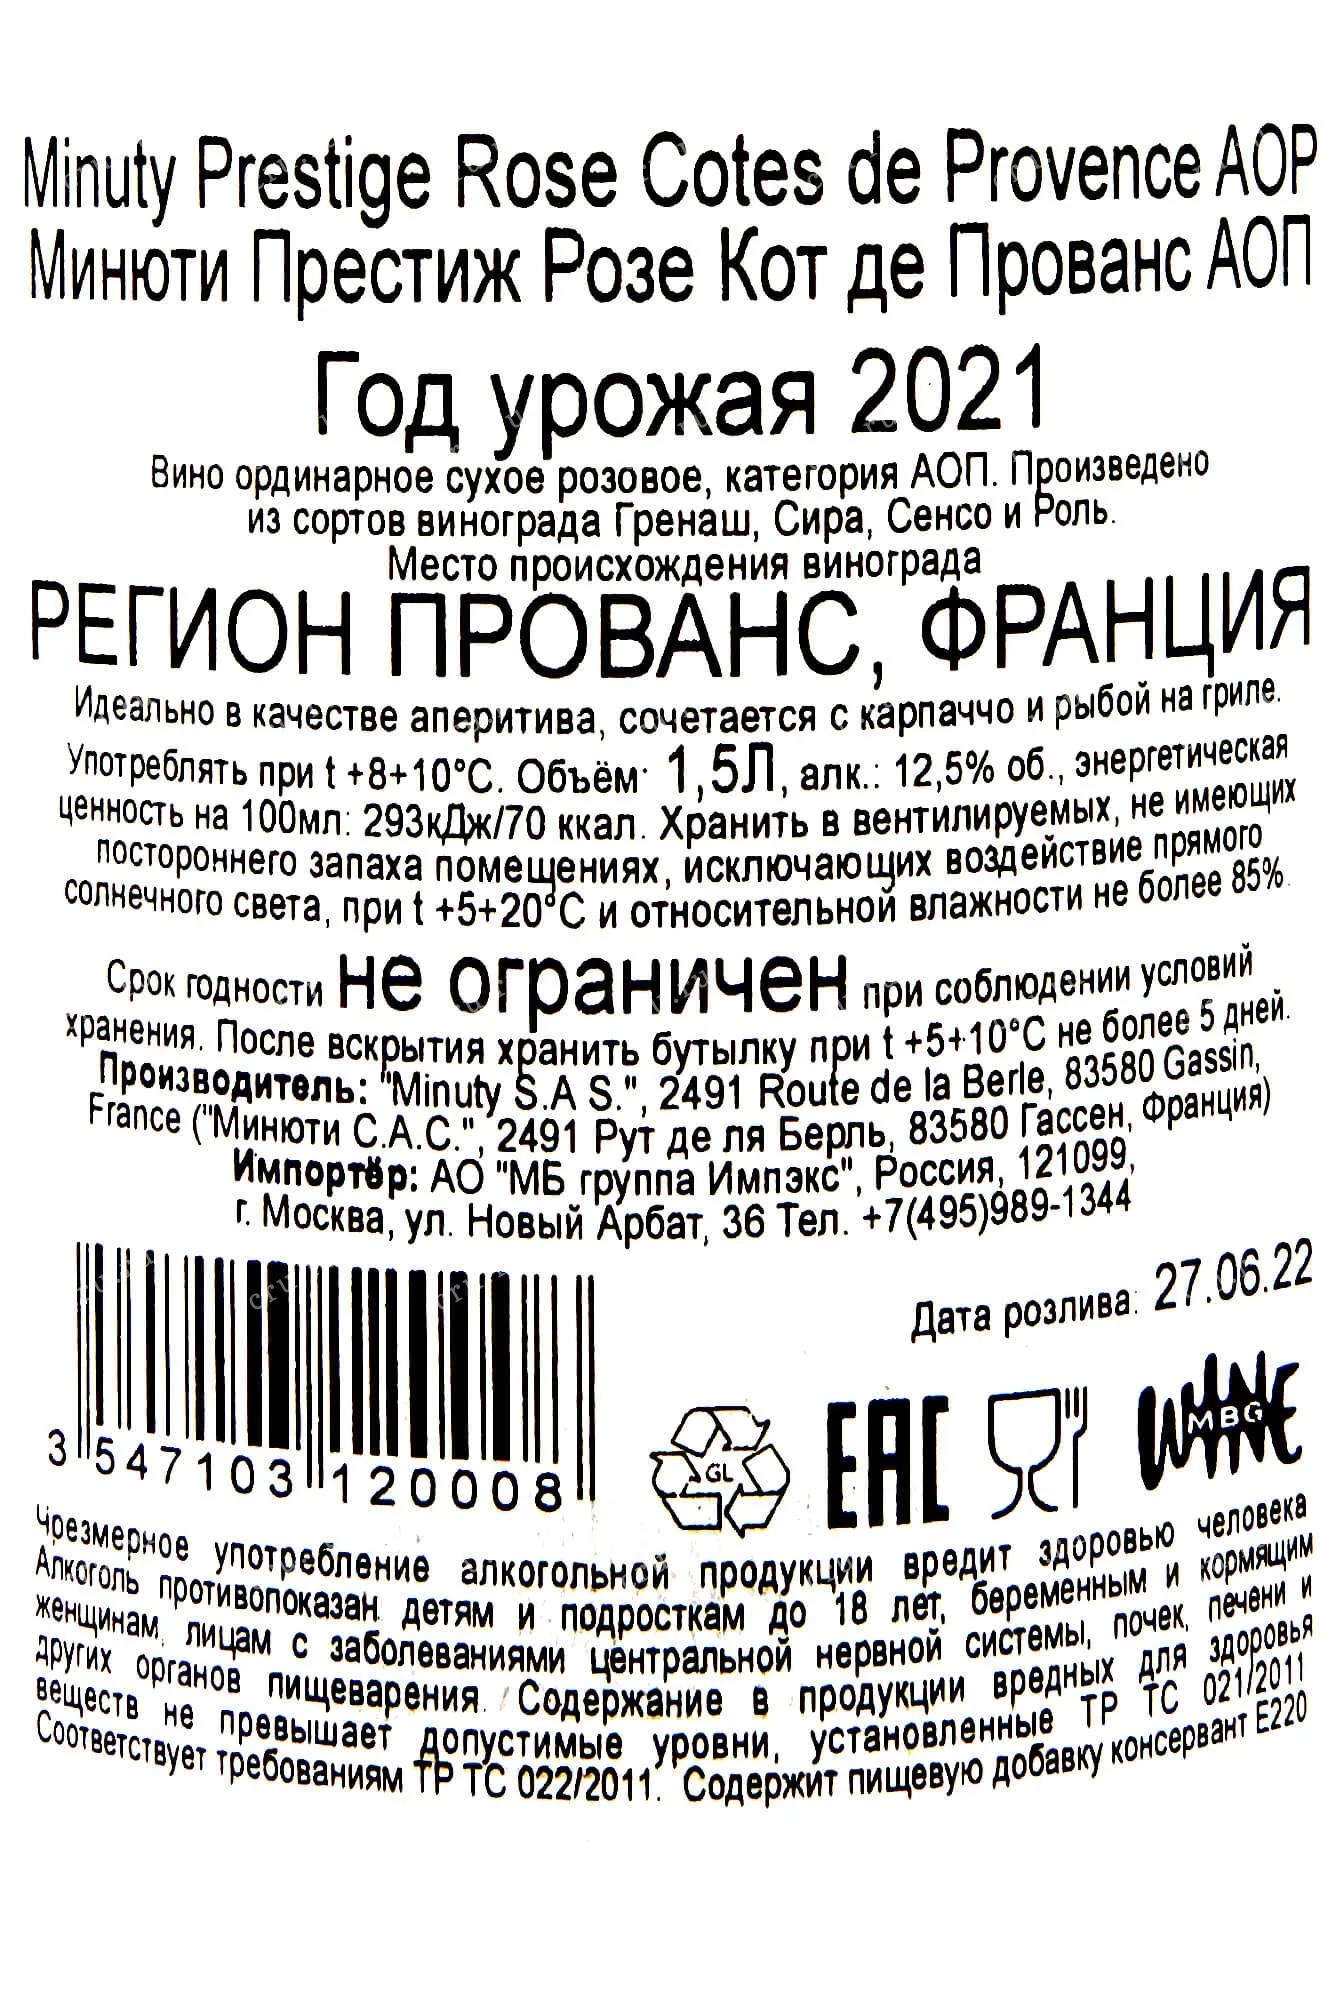 Minuty Prestige Rose Cotes de Provence AOP
Минюти Престиж Розе Кот де Прованс АОП
Год урожая 2021
Вино ординарное сухое розовое, категория АОП. Произведено
из сортов винограда Гренаш, Сира, Сенсо и Роль.
Место происхождения винограда
РЕГИОН ПРОВАНС, ФРАНЦИЯ
Идеально в качестве аперитива, сочетается с карпаччо и рыбой на гриле.
Употреблять при t +8+10°C. Объём: 1,5Л, алк.: 12,5% об., энергетическая
ценность на 100мл: 293кДж/70 ккал. Хранить в вентилируемых, не имеющих
постороннего запаха помещениях, исключающих воздействие прямого
солнечного света, при t +5+20°C и относительной влажности не более 85%.
Срок годности не ограничен при соблюдении условий
хранения. После вскрытия хранить бутылку при t +5+10°C не более 5 дней.
Производитель: "Minuty S.A S.", 2491 Route de la Berle, 83580 Gassin,
France ("Минюти С.А.С.", 2491 Рут де ля Берль, 83580 Гассен, Франция)
Импортёр: АО "МБ группа Импэкс", Россия, 121099,
г. Москва, ул. Новый Арбат, 36 Тел. +7(495)989-1344
Дата розлива: 27.06.22
3 547103 120008
GL
EAC
WINE
MBG
Чрезмерное употребление алкогольной продукции вредит здоровью человека
Алкоголь противопоказан детям и подросткам до 18 лет, беременным и кормящим
женщинам, лицам с заболеваниями центральной нервной системы, почек, печени и
других органов пищеварения. Содержание в продукции вредных для здоровья
веществ не превышает допустимые уровни, установленные ТР ТС 021/2011
Соответствует требованиям ТР ТС 022/2011. Содержит пищевую добавку консервант Е220